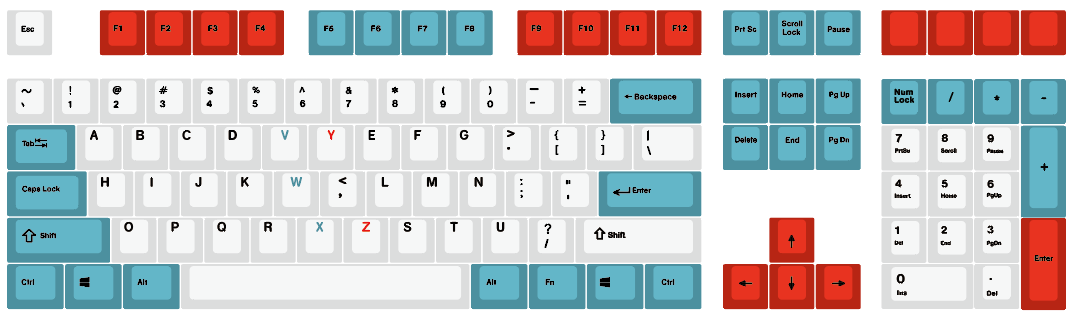 Esc F1 F2 F3 F4 F5 F6 F7 F8 F9 F10 F11 F12 Prt Sc Scroll Lock Pause
~ ! @ # $ % ^ & * ( ) — +
` 1 2 3 4 5 6 7 8 9 0 - = ← Backspace Insert Home Pg Up Num Lock / * -
Tab A B C D V Y E F G > { } |
. [ ] \ Delete End Pg Dn 7 PrtSc 8 Scroll 9 Pause +
Caps Lock H I J K W < L M N : "
, ; ' Enter 4 Insert 5 Home 6 PgUp
Shift O P Q R X Z S T U ? / Shift ↑ 1 Del 2 End 3 PgDn Enter
Ctrl Alt Alt Fn Ctrl ← ↓ → 0 Ins . Del